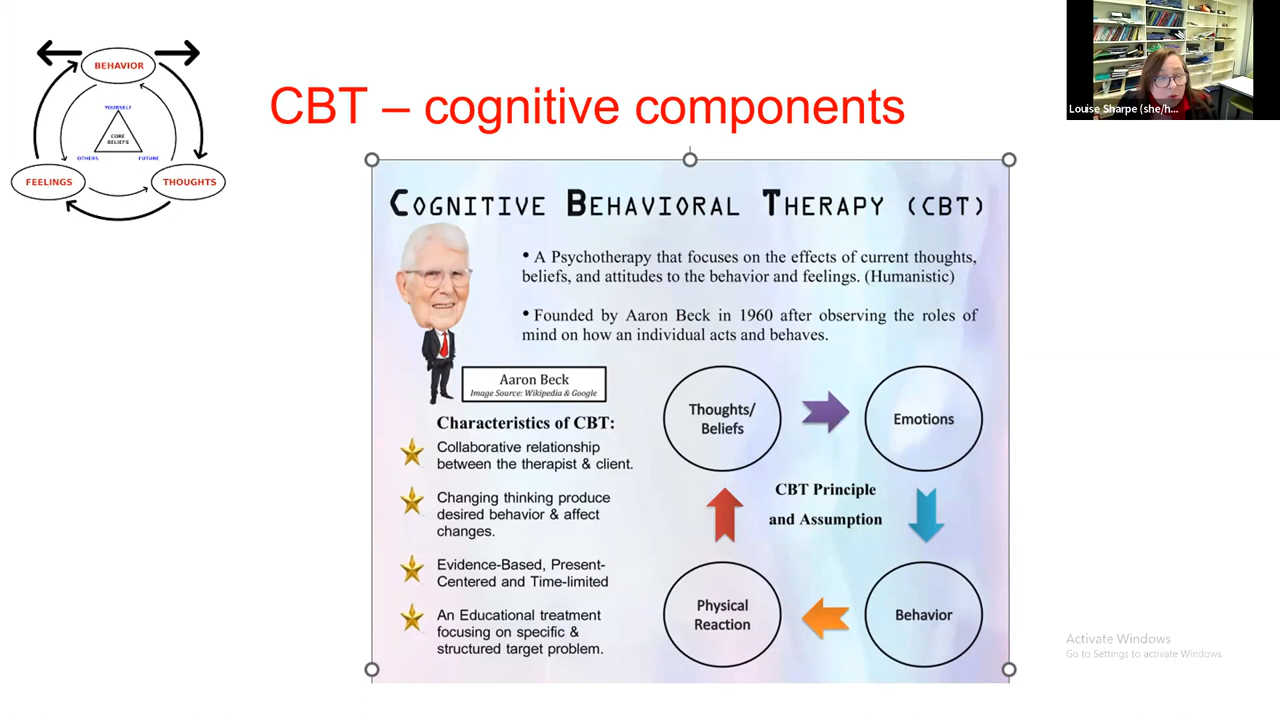 BEHAVIOR
YOURSELF
CORE
BELIEFS
OTHERS
FUTURE
FEELINGS
THOUGHTS
CBT – cognitive components
Louise Sharpe (she/h...
COGNITIVE BEHAVIORAL THERAPY (CBT)
• A Psychotherapy that focuses on the effects of current thoughts,
beliefs, and attitudes to the behavior and feelings. (Humanistic)
• Founded by Aaron Beck in 1960 after observing the roles of
mind on how an individual acts and behaves.
Aaron Beck
Image Source: Wikipedia & Google
Characteristics of CBT:
Collaborative relationship
between the therapist & client.
Changing thinking produce
desired behavior & affect
changes.
Evidence-Based, Present-
Centered and Time-limited
An Educational treatment
focusing on specific &
structured target problem.
Thoughts/
Beliefs
Emotions
CBT Principle
and Assumption
Physical
Reaction
Behavior
Activate Windows
Go to Settings to activate Windows.